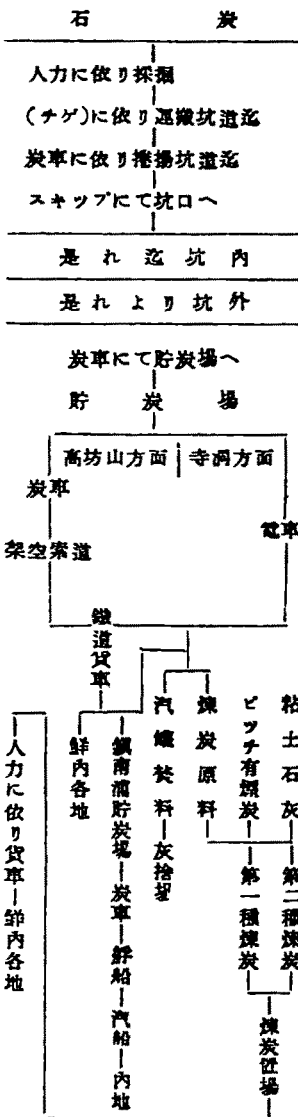 石炭
人力に依り採掘
(チゲ)に依り運搬坑道迄
炭車に依り捲揚坑道迄
スキップにて坑口へ
是れ迄坑内
是れより坑外
炭車にて貯炭場へ
貯炭場
高坊山方面
寺洞方面
炭車
架空索道
電車
鐵道貨車
粘土石灰
ピツチ有煙炭
煉炭原料
汽罐焚料
灰捨場
第二種煉炭
第一種煉炭
煉炭置場
鎭南浦貯炭場
炭車
艀船
汽船
内地
鮮内各地
人力に依り貨車
鮮内各地